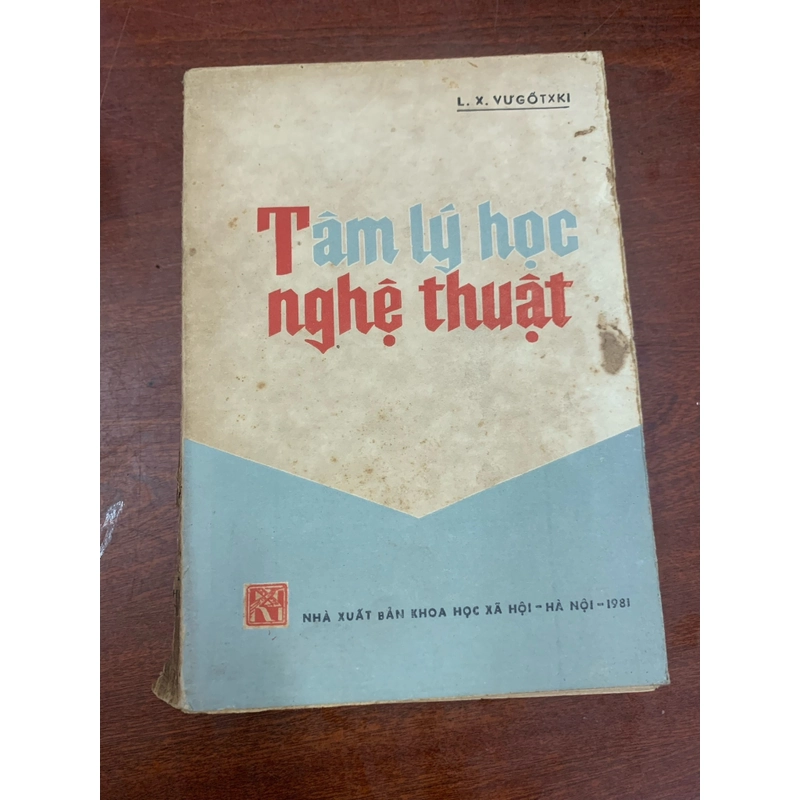 L. X. VƯGỐTXKI
Tâm lý học
nghệ thuật
NHÀ XUẤT BẢN KHOA HỌC XÃ HỘI - HÀ NỘI - 1981